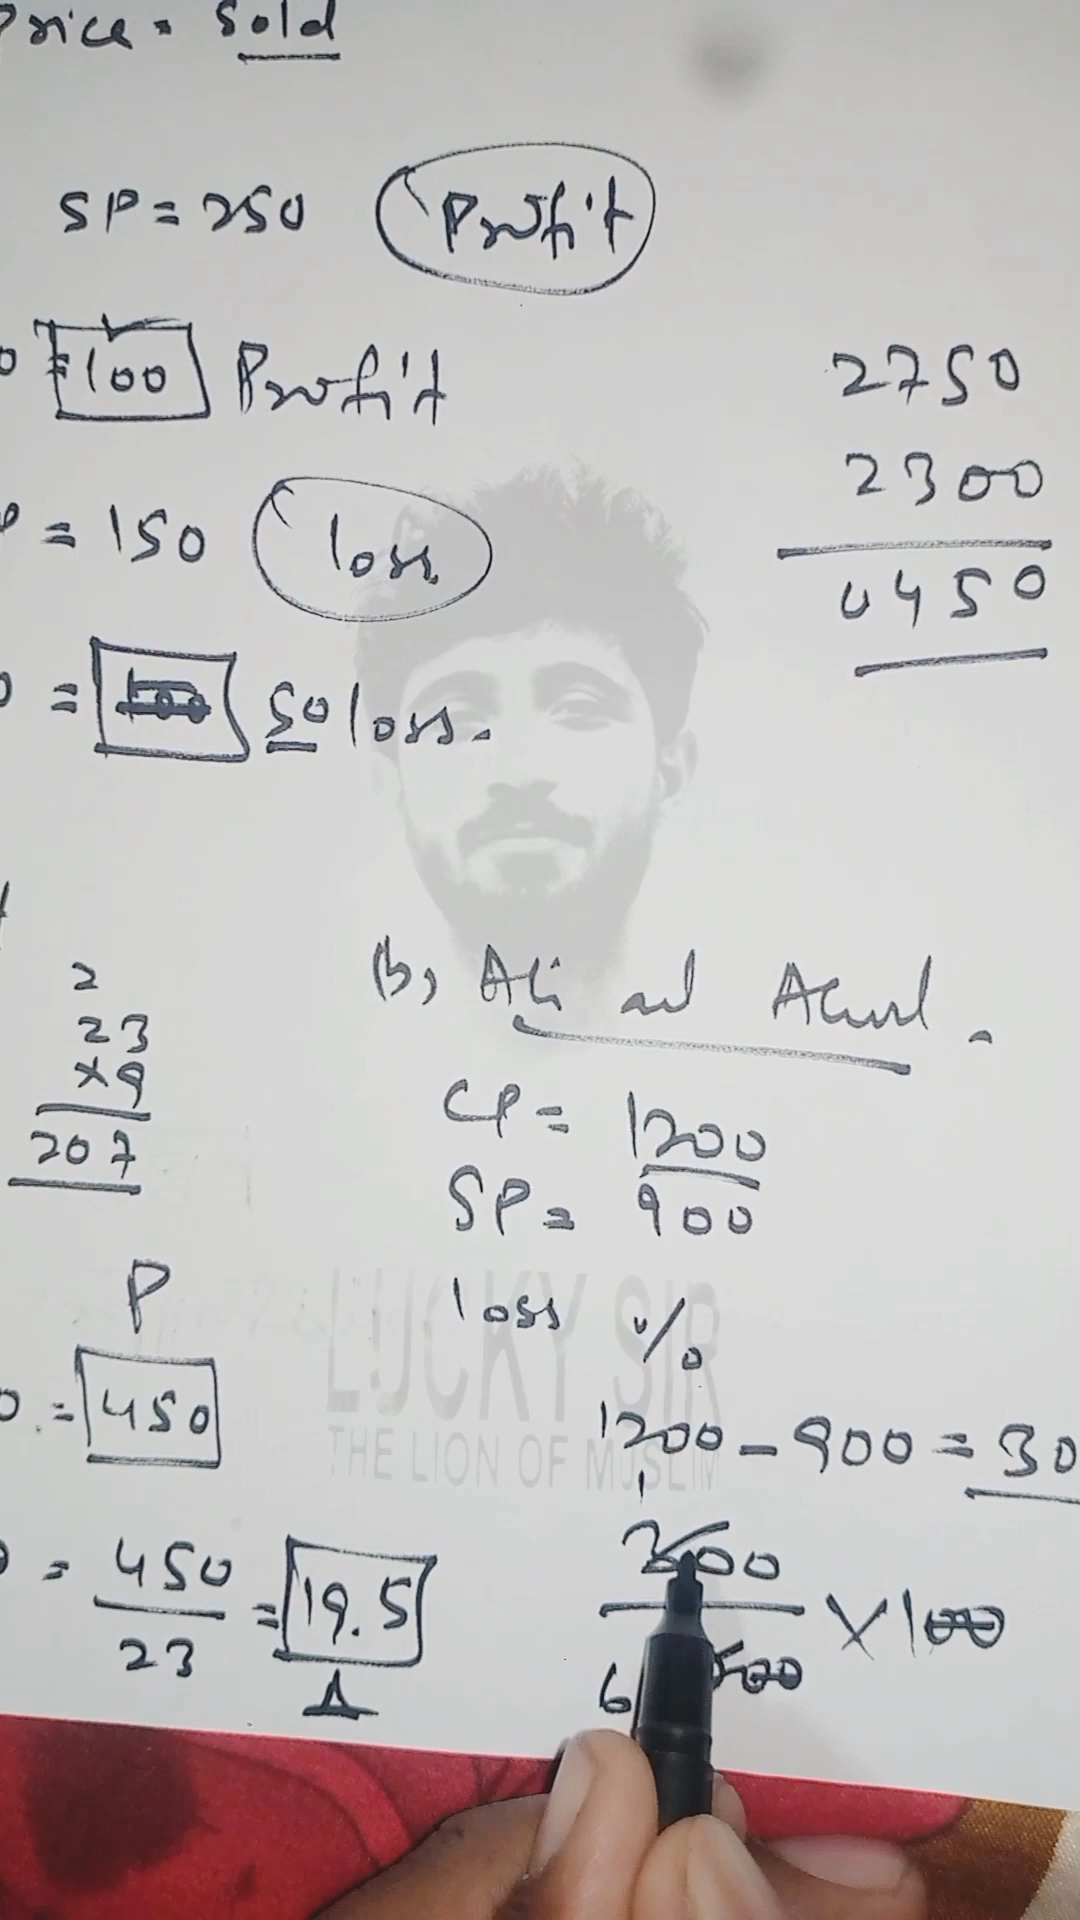 Price = Sold
SP = 250 Profit
= 100 Profit
2750
2300
0450
= 150 loss
= 50 loss.
2
23
×9
207
(b) Ali and
CP = 1200
SP = 900
P
loss %
= 450
1200 - 900 = 30
= 450/23 = 19.5
300
× 100
6
LUCKY SIR
THE LION OF MUSLIM